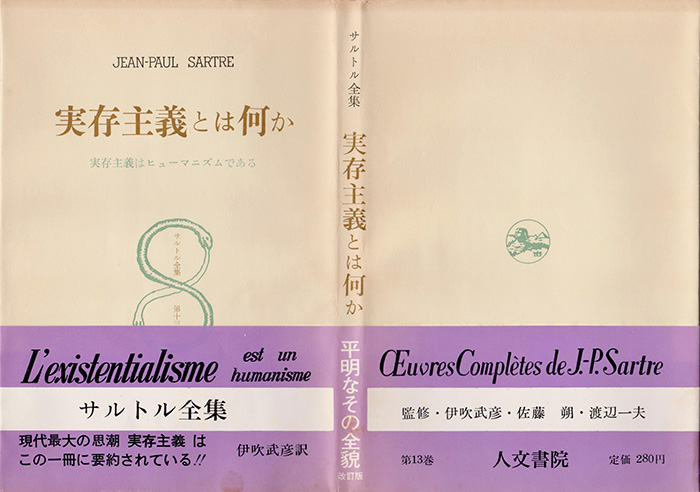 JEAN-PAUL SARTRE
実存主義とは何か
実存主義はヒューマニズムである
サルトル全集
第十三
L'existentialisme
est un
humanisme
サルトル全集
現代最大の思潮 実存主義 は
この一冊に要約されている!!
伊吹武彦訳
サルトル全集
実存主義とは何か
平明なその全貌
改訂版
ŒuvresComplètes de J.-P.Sartre
監修・伊吹武彦・佐藤 朔・渡辺一夫
第13巻
人文書院
定価 280円